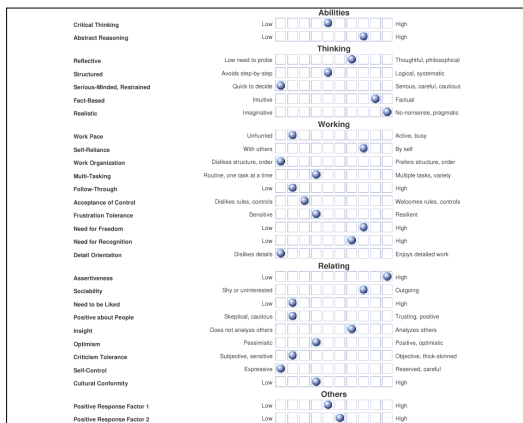 Abilities
Critical Thinking Low High
Abstract Reasoning Low High
Thinking
Reflective Low need to probe Thoughtful, philosophical
Structured Avoids step-by-step Logical, systematic
Serious-Minded, Restrained Quick to decide Serious, careful, cautious
Fact-Based Intuitive Factual
Realistic Imaginative No-nonsense, pragmatic
Working
Work Pace Unhurried Active, busy
Self-Reliance With others By self
Work Organization Dislikes structure, order Prefers structure, order
Multi-Tasking Routine, one task at a time Multiple tasks, variety
Follow-Through Low High
Acceptance of Control Dislikes rules, controls Welcomes rules, controls
Frustration Tolerance Sensitive Resilient
Need for Freedom Low High
Need for Recognition Low High
Detail Orientation Dislikes details Enjoys detailed work
Relating
Assertiveness Low High
Sociability Shy or uninterested Outgoing
Need to be Liked Low High
Positive about People Skeptical, cautious Trusting, positive
Insight Does not analyze others Analyzes others
Optimism Pessimistic Positive, optimistic
Criticism Tolerance Subjective, sensitive Objective, thick-skinned
Self-Control Expressive Reserved, careful
Cultural Conformity Low High
Others
Positive Response Factor 1 Low High
Positive Response Factor 2 Low High